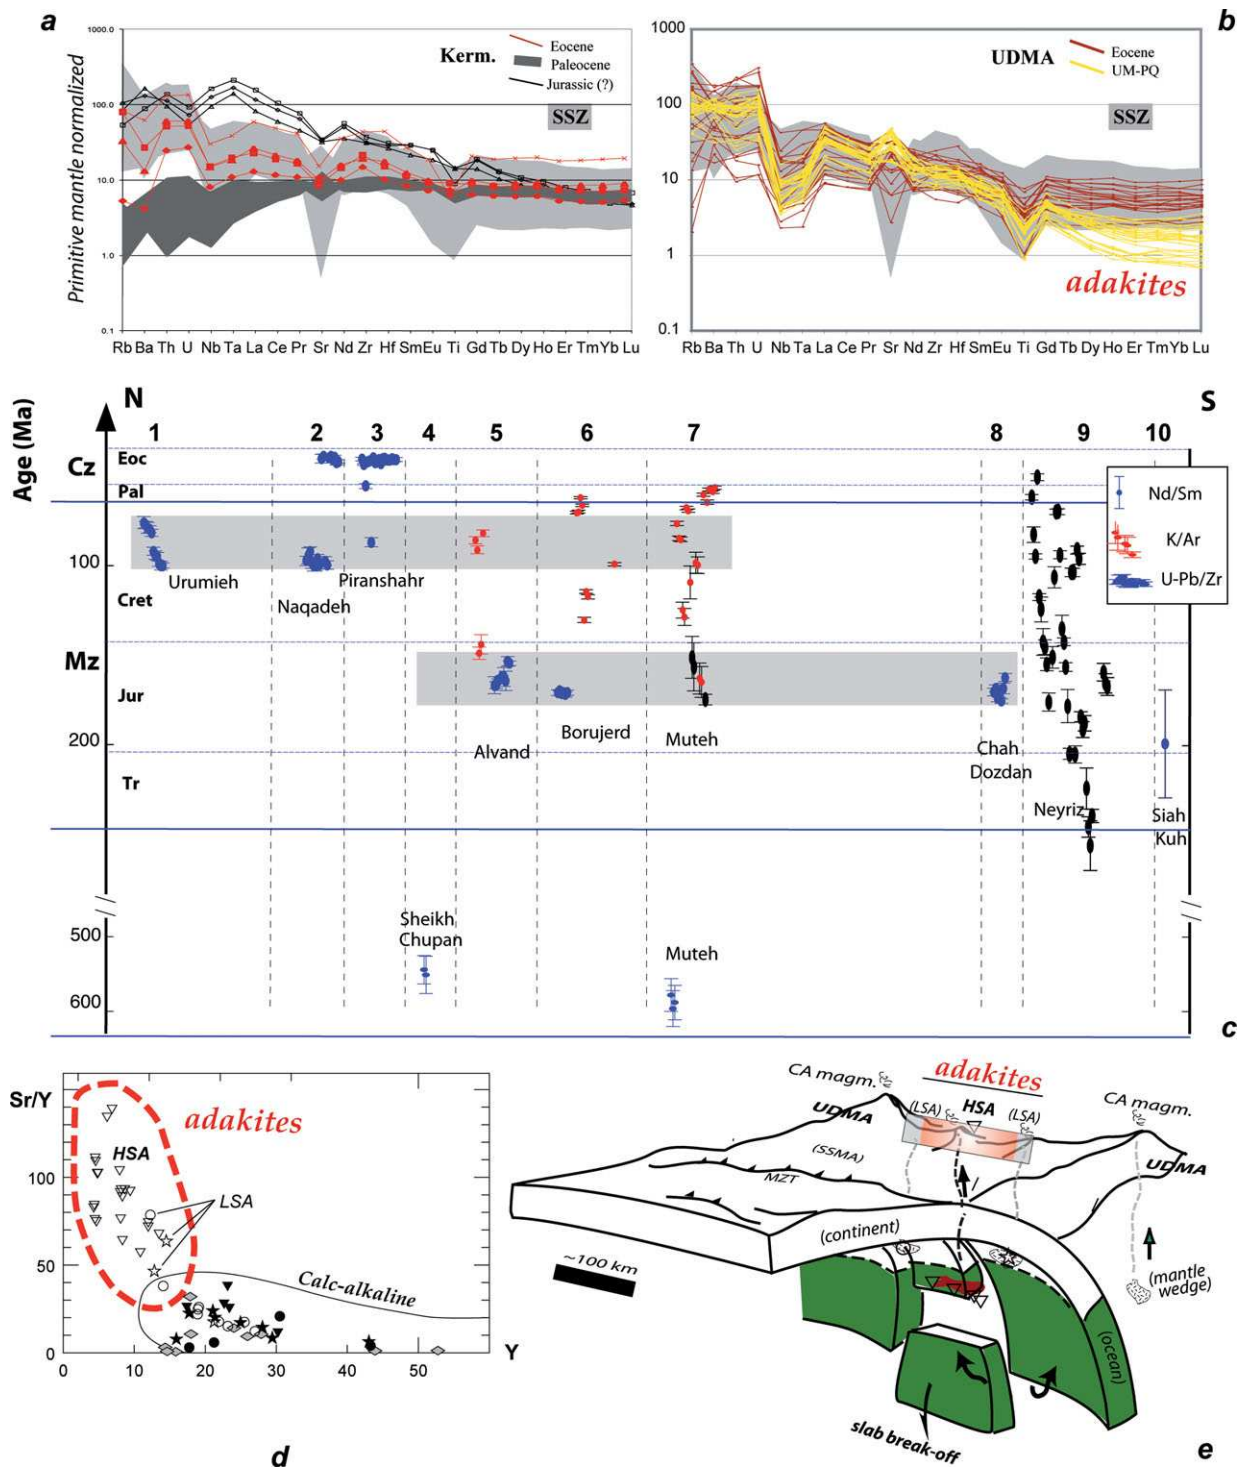 a
Primitive mantle normalized
1000.0
100.0
10.0
1.0
0.1
Kerm.
Eocene
Paleocene
Jurassic (?)
SSZ
Rb Ba Th U Nb Ta La Ce Pr Sr Nd Zr Hf Sm Eu Ti Gd Tb Dy Ho Er Tm Yb Lu
b
1000
100
10
1
0.1
UDMA
Eocene
UM-PQ
SSZ
adakites
Rb Ba Th U Nb Ta La Ce Pr Sr Nd Zr Hf Sm Eu Ti Gd Tb Dy Ho Er Tm Yb Lu
N
S
Age (Ma)
1 2 3 4 5 6 7 8 9 10
Cz
Eoc
Pal
100
Cret
Mz
Jur
200
Tr
500
600
Nd/Sm
K/Ar
U-Pb/Zr
Urumieh
Naqadeh
Piranshahr
Alvand
Borujerd
Muteh
Chah
Dozdan
Neyriz
Siah
Kuh
Sheikh
Chupan
Muteh
c
Sr/Y
100
50
0
0 10 20 30 40 50
Y
adakites
HSA
LSA
Calc-alkaline
d
adakites
CA magm.
UDMA
(LSA)
HSA
(LSA)
CA magm.
UDMA
(SSMA)
MZT
(continent)
~100 km
(mantle
wedge)
(ocean)
slab break-off
e